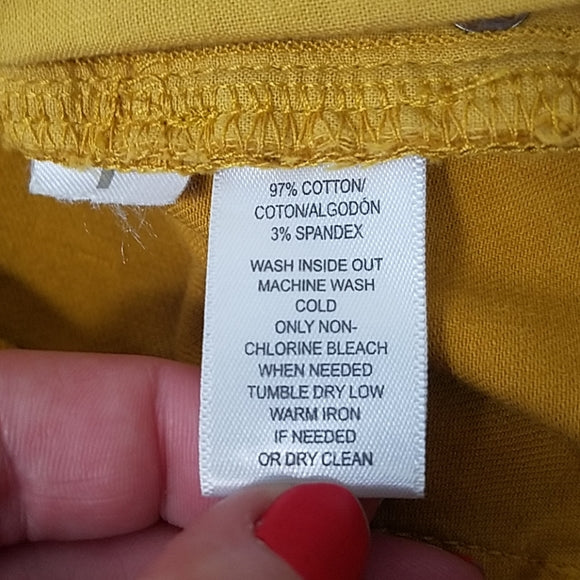 97% COTTON/
COTON/ALGODÓN
3% SPANDEX
WASH INSIDE OUT
MACHINE WASH
COLD
ONLY NON-
CHLORINE BLEACH
WHEN NEEDED
TUMBLE DRY LOW
WARM IRON
IF NEEDED
OR DRY CLEAN